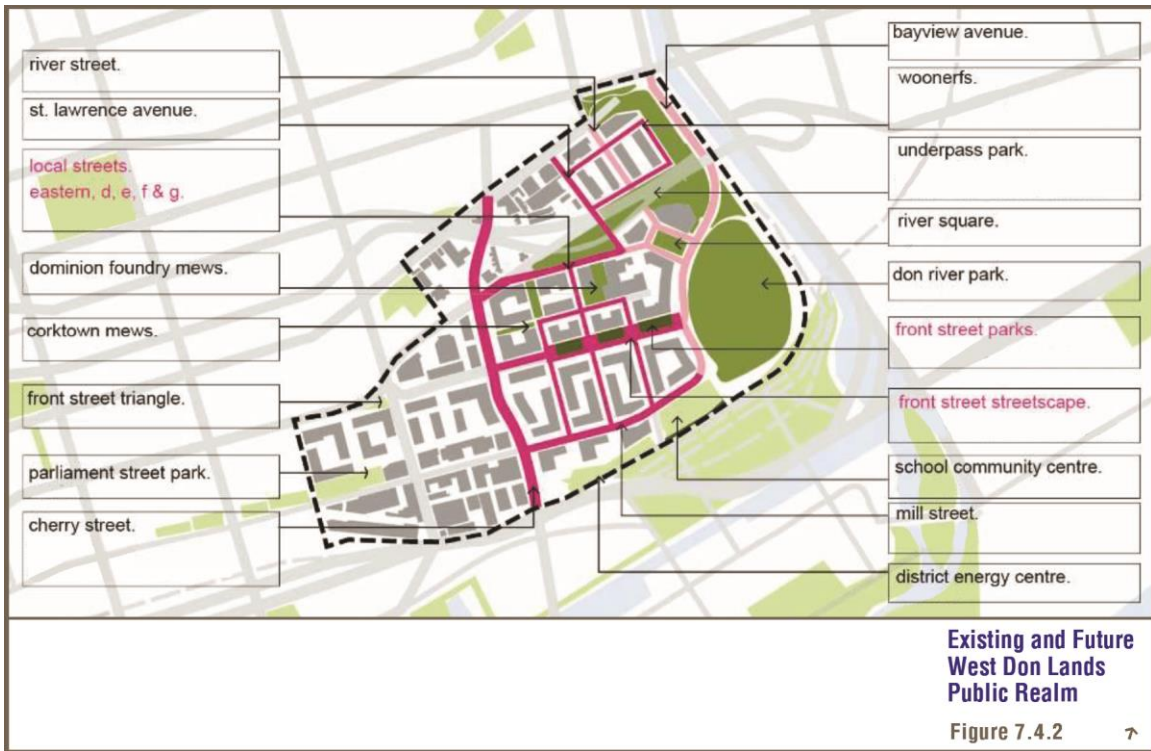 river street.
st. lawrence avenue.
local streets.
eastern, d, e, f & g.
dominion foundry mews.
corktown mews.
front street triangle.
parliament street park.
cherry street.
bayview avenue.
woonerfs.
underpass park.
river square.
don river park.
front street parks.
front street streetscape.
school community centre.
mill street.
district energy centre.
Existing and Future
West Don Lands
Public Realm
Figure 7.4.2